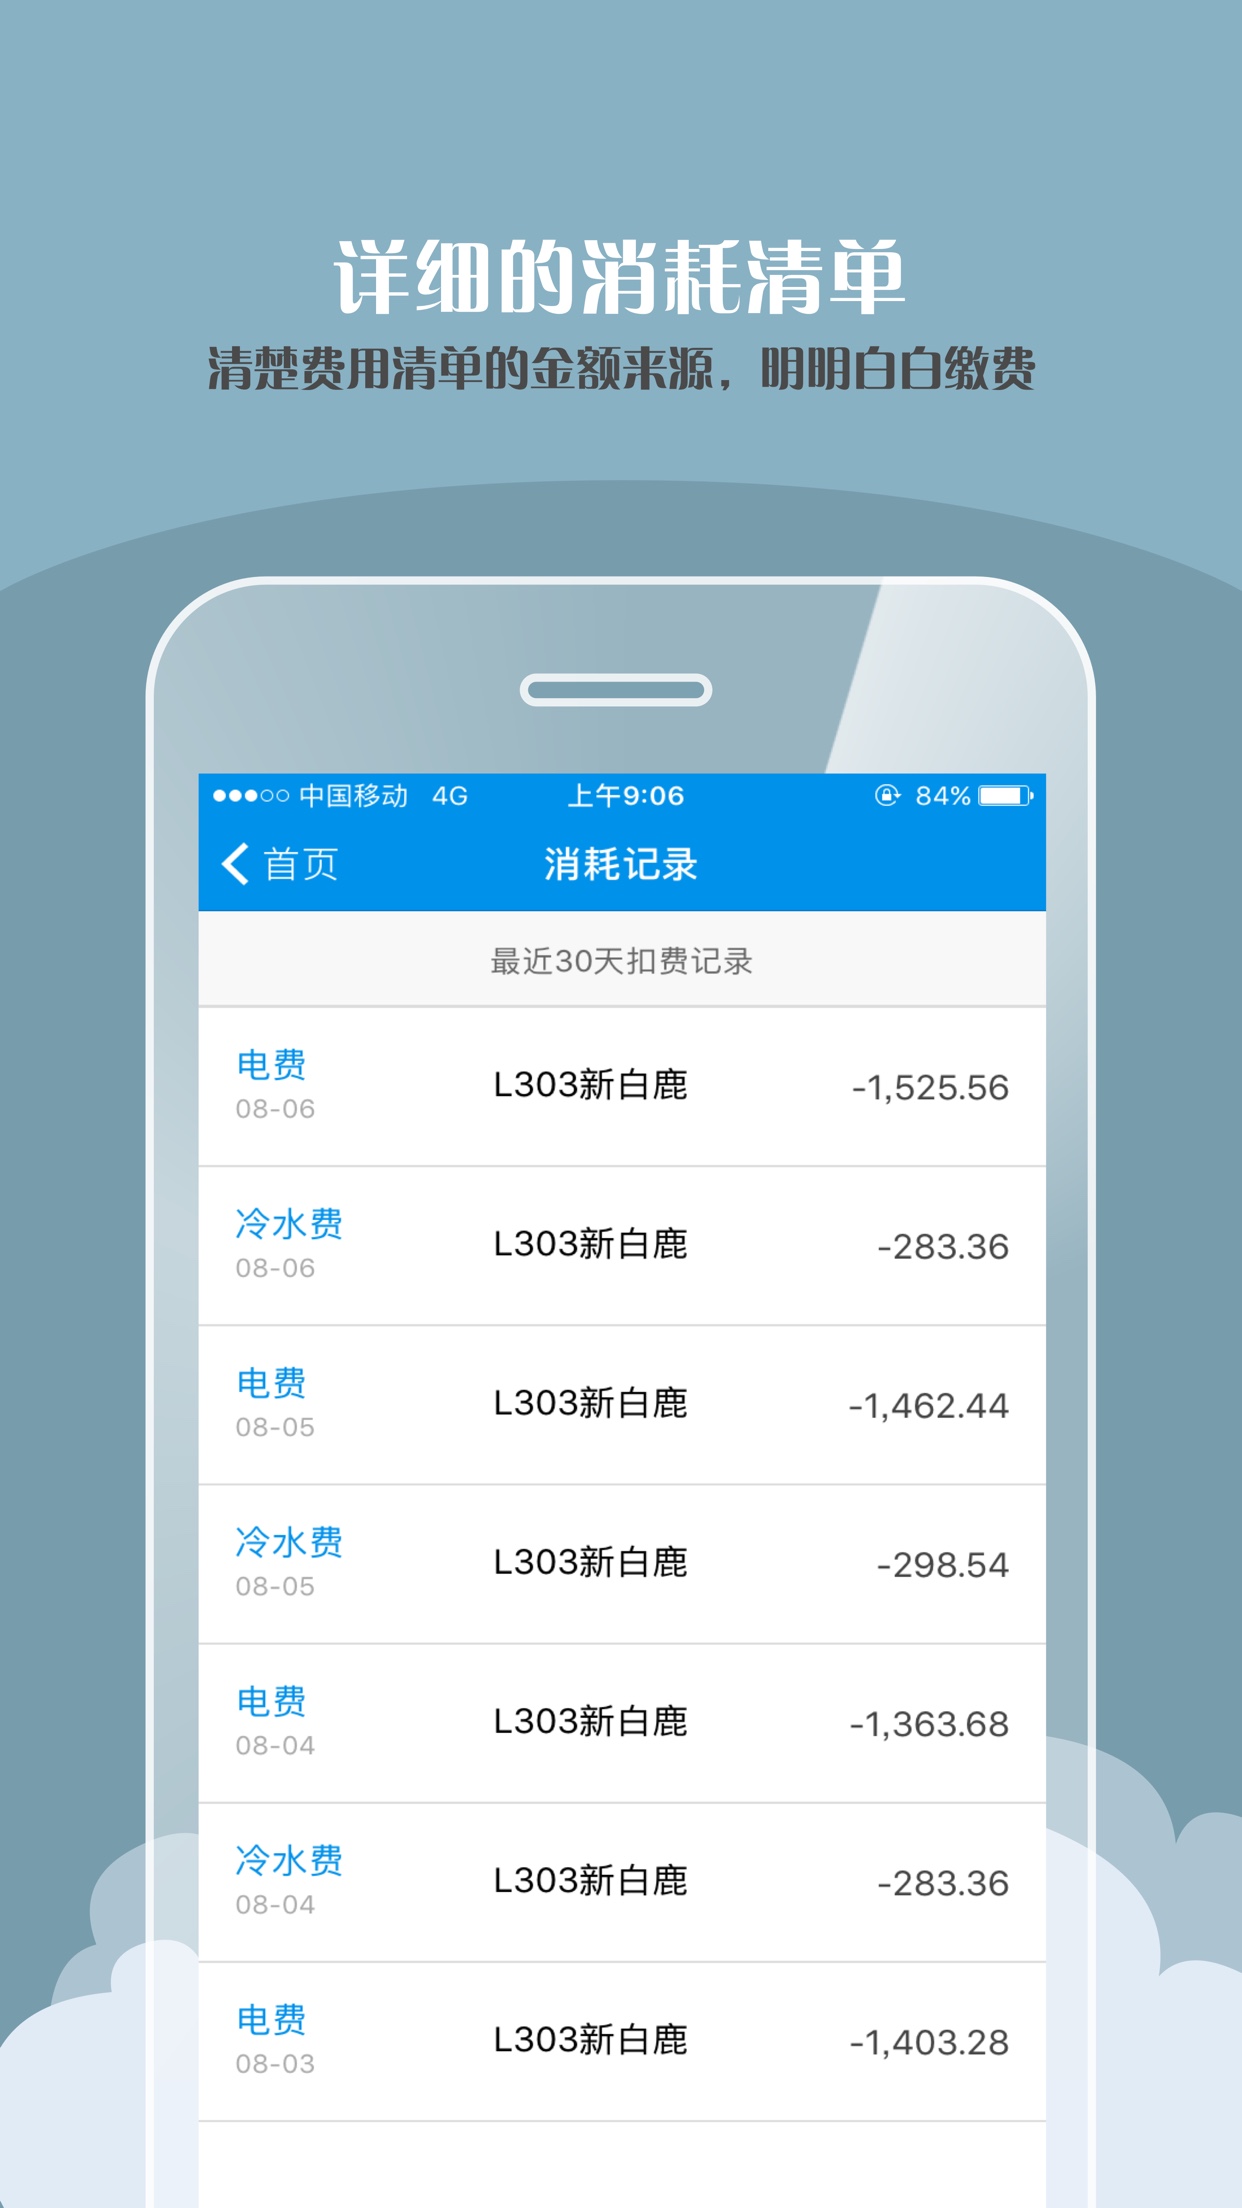 详细的消耗清单
清楚费用清单的金额来源，明明白白缴费
中国移动 4G 上午9:06 84%
首页 消耗记录
最近30天扣费记录
电费
08-06
L303新白鹿
-1,525.56
冷水费
08-06
L303新白鹿
-283.36
电费
08-05
L303新白鹿
-1,462.44
冷水费
08-05
L303新白鹿
-298.54
电费
08-04
L303新白鹿
-1,363.68
冷水费
08-04
L303新白鹿
-283.36
电费
08-03
L303新白鹿
-1,403.28